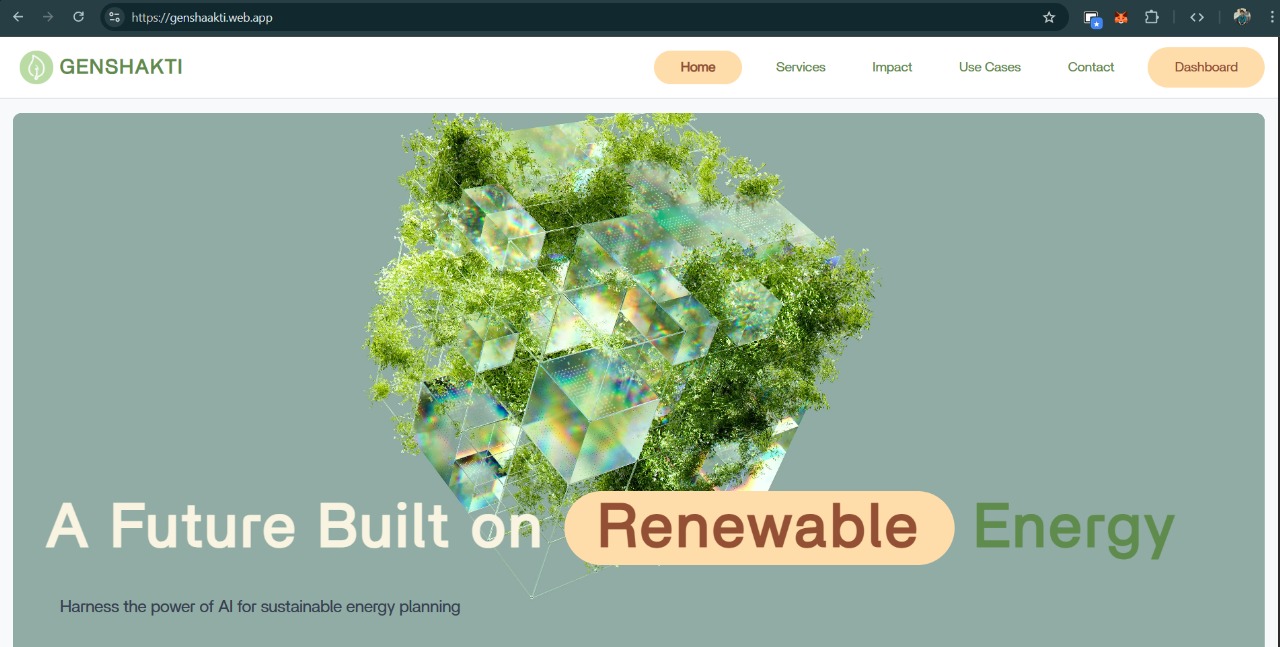 https://genshaakti.web.app
GENSHAKTI
Home Services Impact Use Cases Contact Dashboard
A Future Built on Renewable Energy
Harness the power of AI for sustainable energy planning